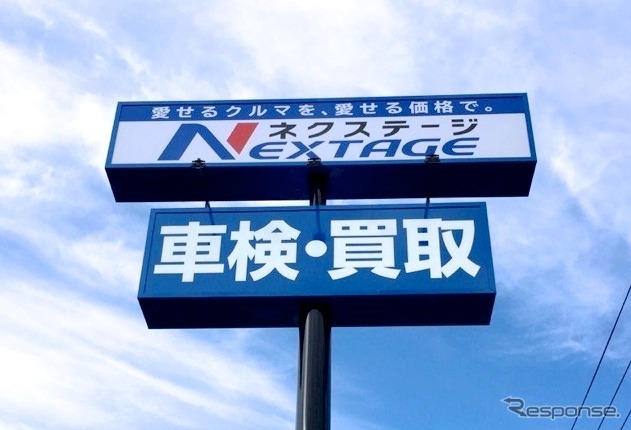 愛せるクルマを、愛せる価格で。
ネクステージ
NEXTAGE
車検・買取
Response.